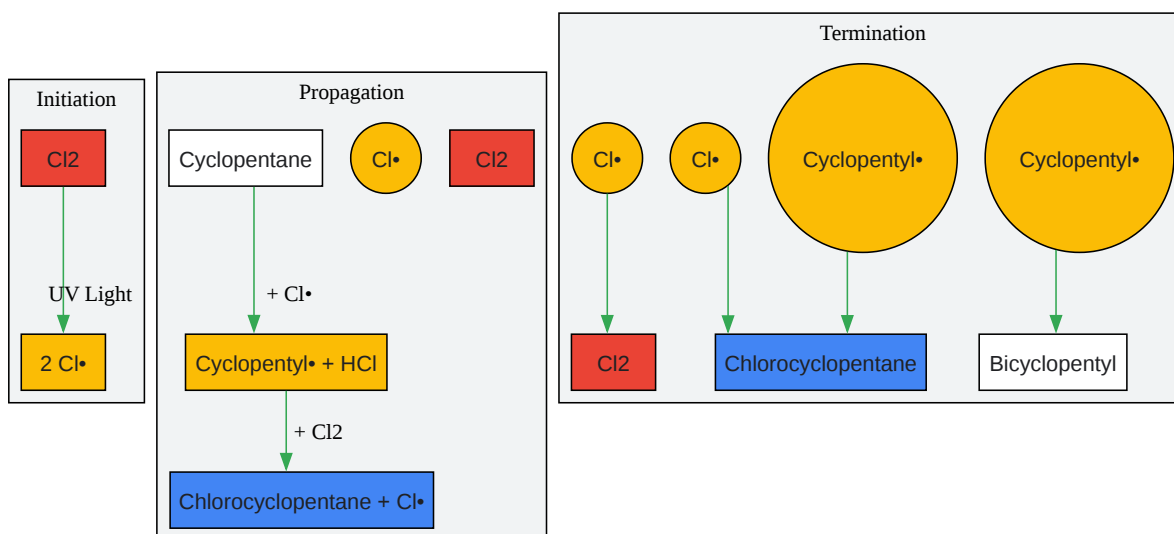 Initiation
Cl2
UV Light
2 Cl•
Propagation
Cyclopentane
Cl•
Cl2
+ Cl•
Cyclopentyl• + HCl
+ Cl2
Chlorocyclopentane + Cl•
Termination
Cl•
Cl•
Cyclopentyl•
Cyclopentyl•
Cl2
Chlorocyclopentane
Bicyclopentyl